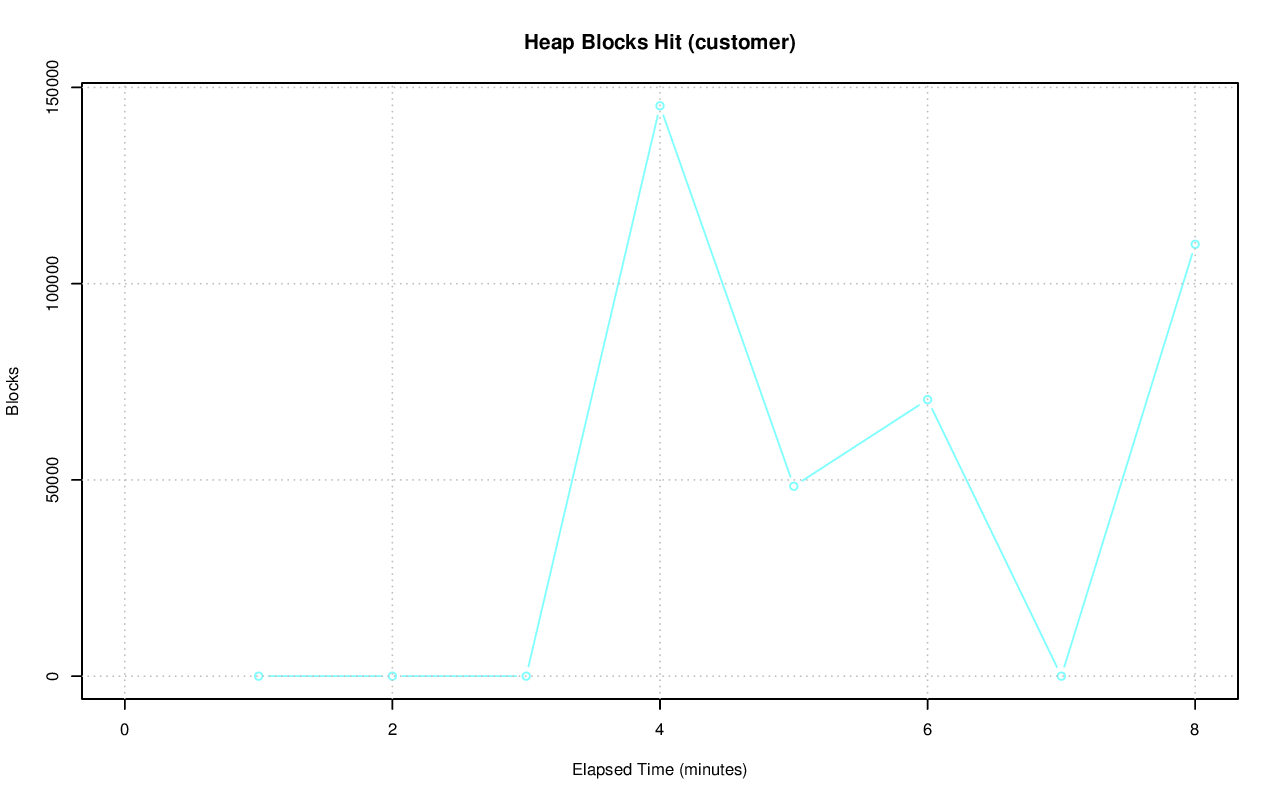 Heap Blocks Hit (customer)
150000
100000
50000
0
Blocks
0 2 4 6 8
Elapsed Time (minutes)